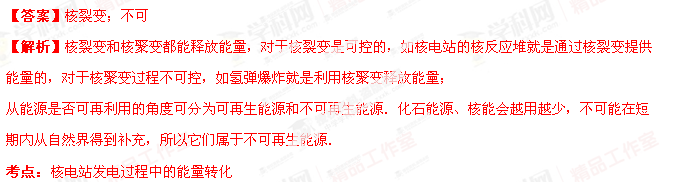 【答案】核裂变；不可
【解析】核裂变和核聚变都能释放能量，对于核裂变是可控的，如核电站的核反应堆就是通过核裂变提供
能量的，对于核聚变过程不可控，如氢弹爆炸就是利用核聚变释放能量；
从能源是否可再利用的角度可分为可再生能源和不可再生能源．化石能源、核能会越用越少，不可能在短
期内从自然界得到补充，所以它们属于不可再生能源．
考点：核电站发电过程中的能量转化